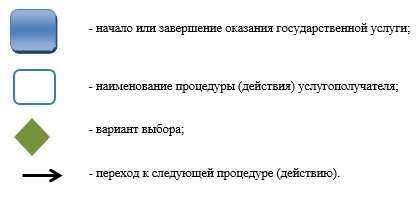 - начало или завершение оказания государственной услуги;
- наименование процедуры (действия) услугополучателя;
- вариант выбора;
- переход к следующей процедуре (действию).